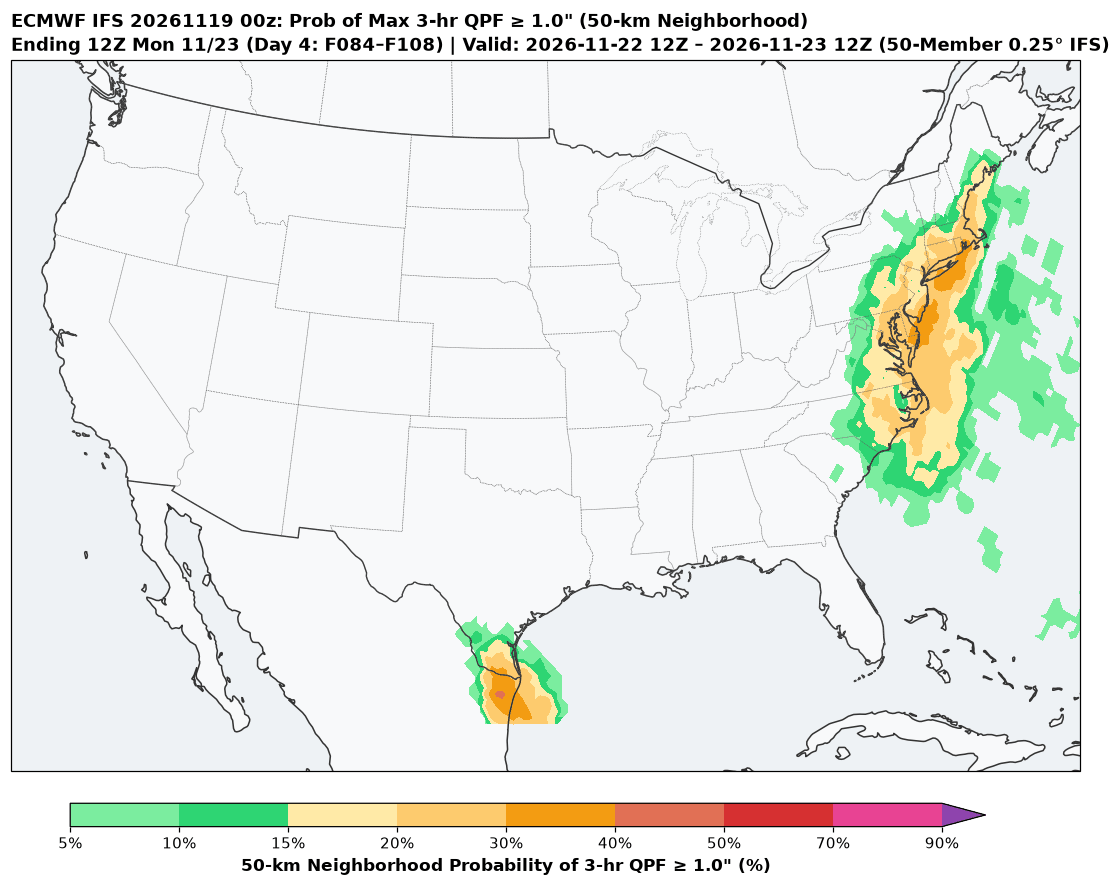 ECMWF IFS 20261119 00z: Prob of Max 3-hr QPF ≥ 1.0" (50-km Neighborhood)
Ending 12Z Mon 11/23 (Day 4: F084–F108) | Valid: 2026-11-22 12Z – 2026-11-23 12Z (50-Member 0.25° IFS)
5% 10% 15% 20% 30% 40% 50% 70% 90%
50-km Neighborhood Probability of 3-hr QPF ≥ 1.0" (%)